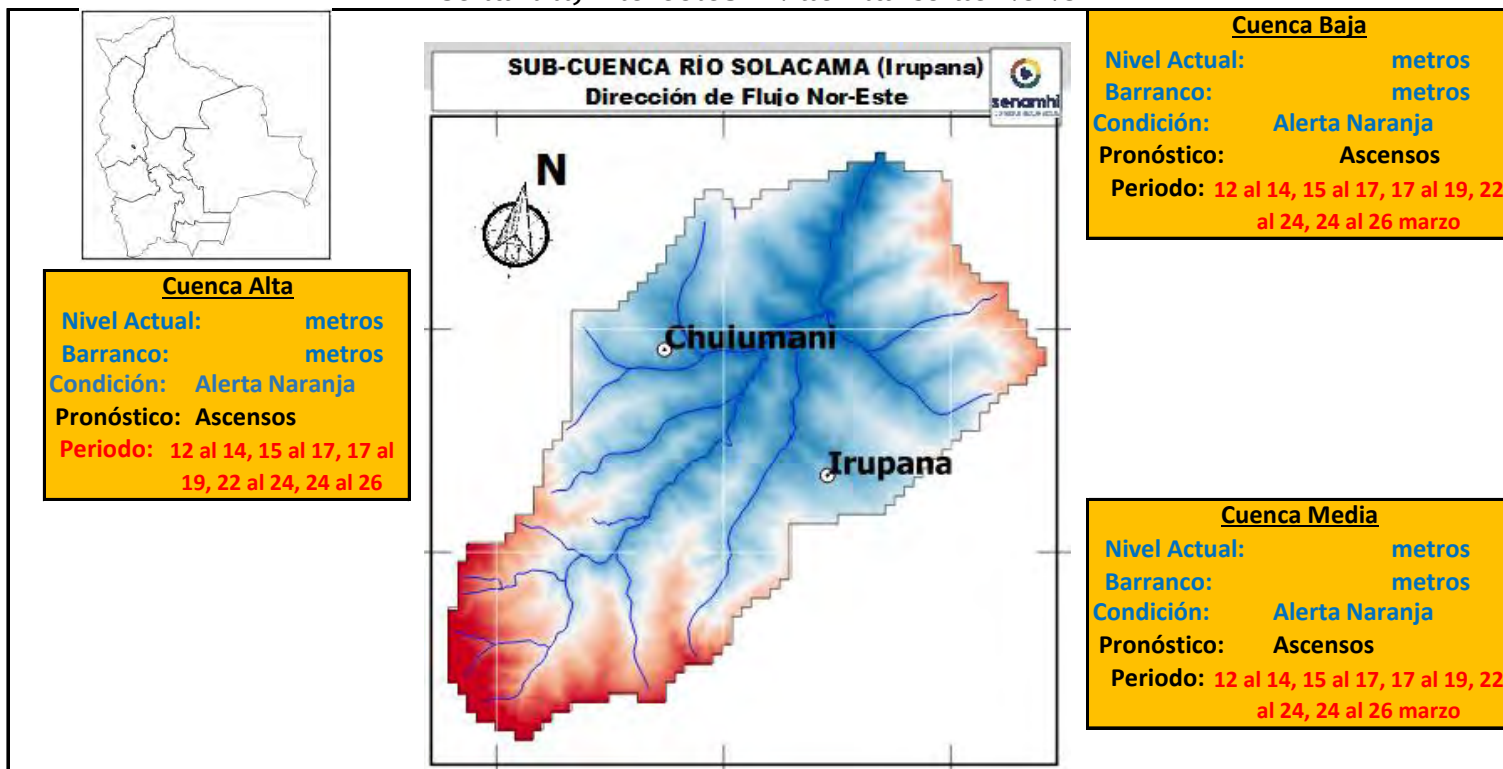 SUB-CUENCA RÍO SOLACAMA (Irupana)
Dirección de Flujo Nor-Este
senamhi
N
Chulumani
Irupana
Cuenca Alta
Nivel Actual: metros
Barranco: metros
Condición: Alerta Naranja
Pronóstico: Ascensos
Periodo: 12 al 14, 15 al 17, 17 al
19, 22 al 24, 24 al 26
Cuenca Baja
Nivel Actual: metros
Barranco: metros
Condición: Alerta Naranja
Pronóstico: Ascensos
Periodo: 12 al 14, 15 al 17, 17 al 19, 22
al 24, 24 al 26 marzo
Cuenca Media
Nivel Actual: metros
Barranco: metros
Condición: Alerta Naranja
Pronóstico: Ascensos
Periodo: 12 al 14, 15 al 17, 17 al 19, 22
al 24, 24 al 26 marzo